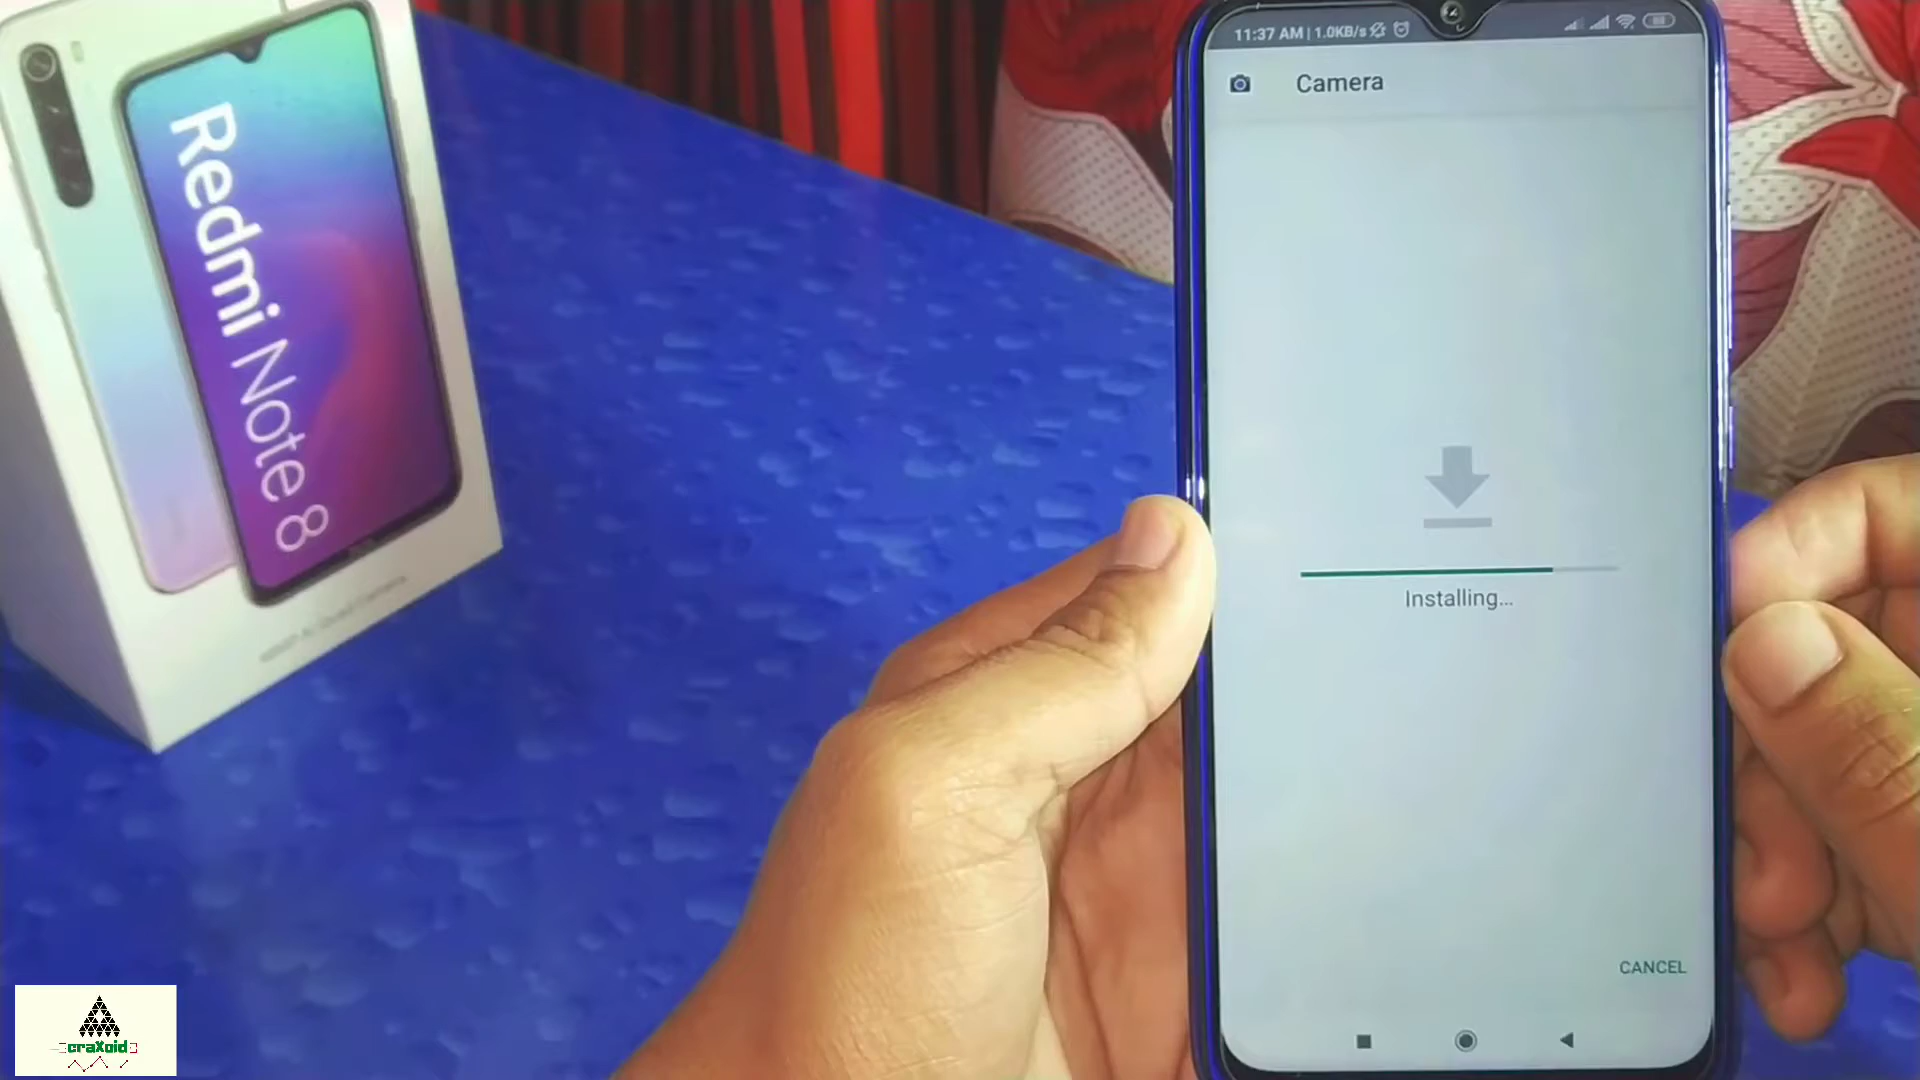 Redmi Note 8
11:37 AM | 1.0KB/s
Camera
Installing...
CANCEL
craXoid